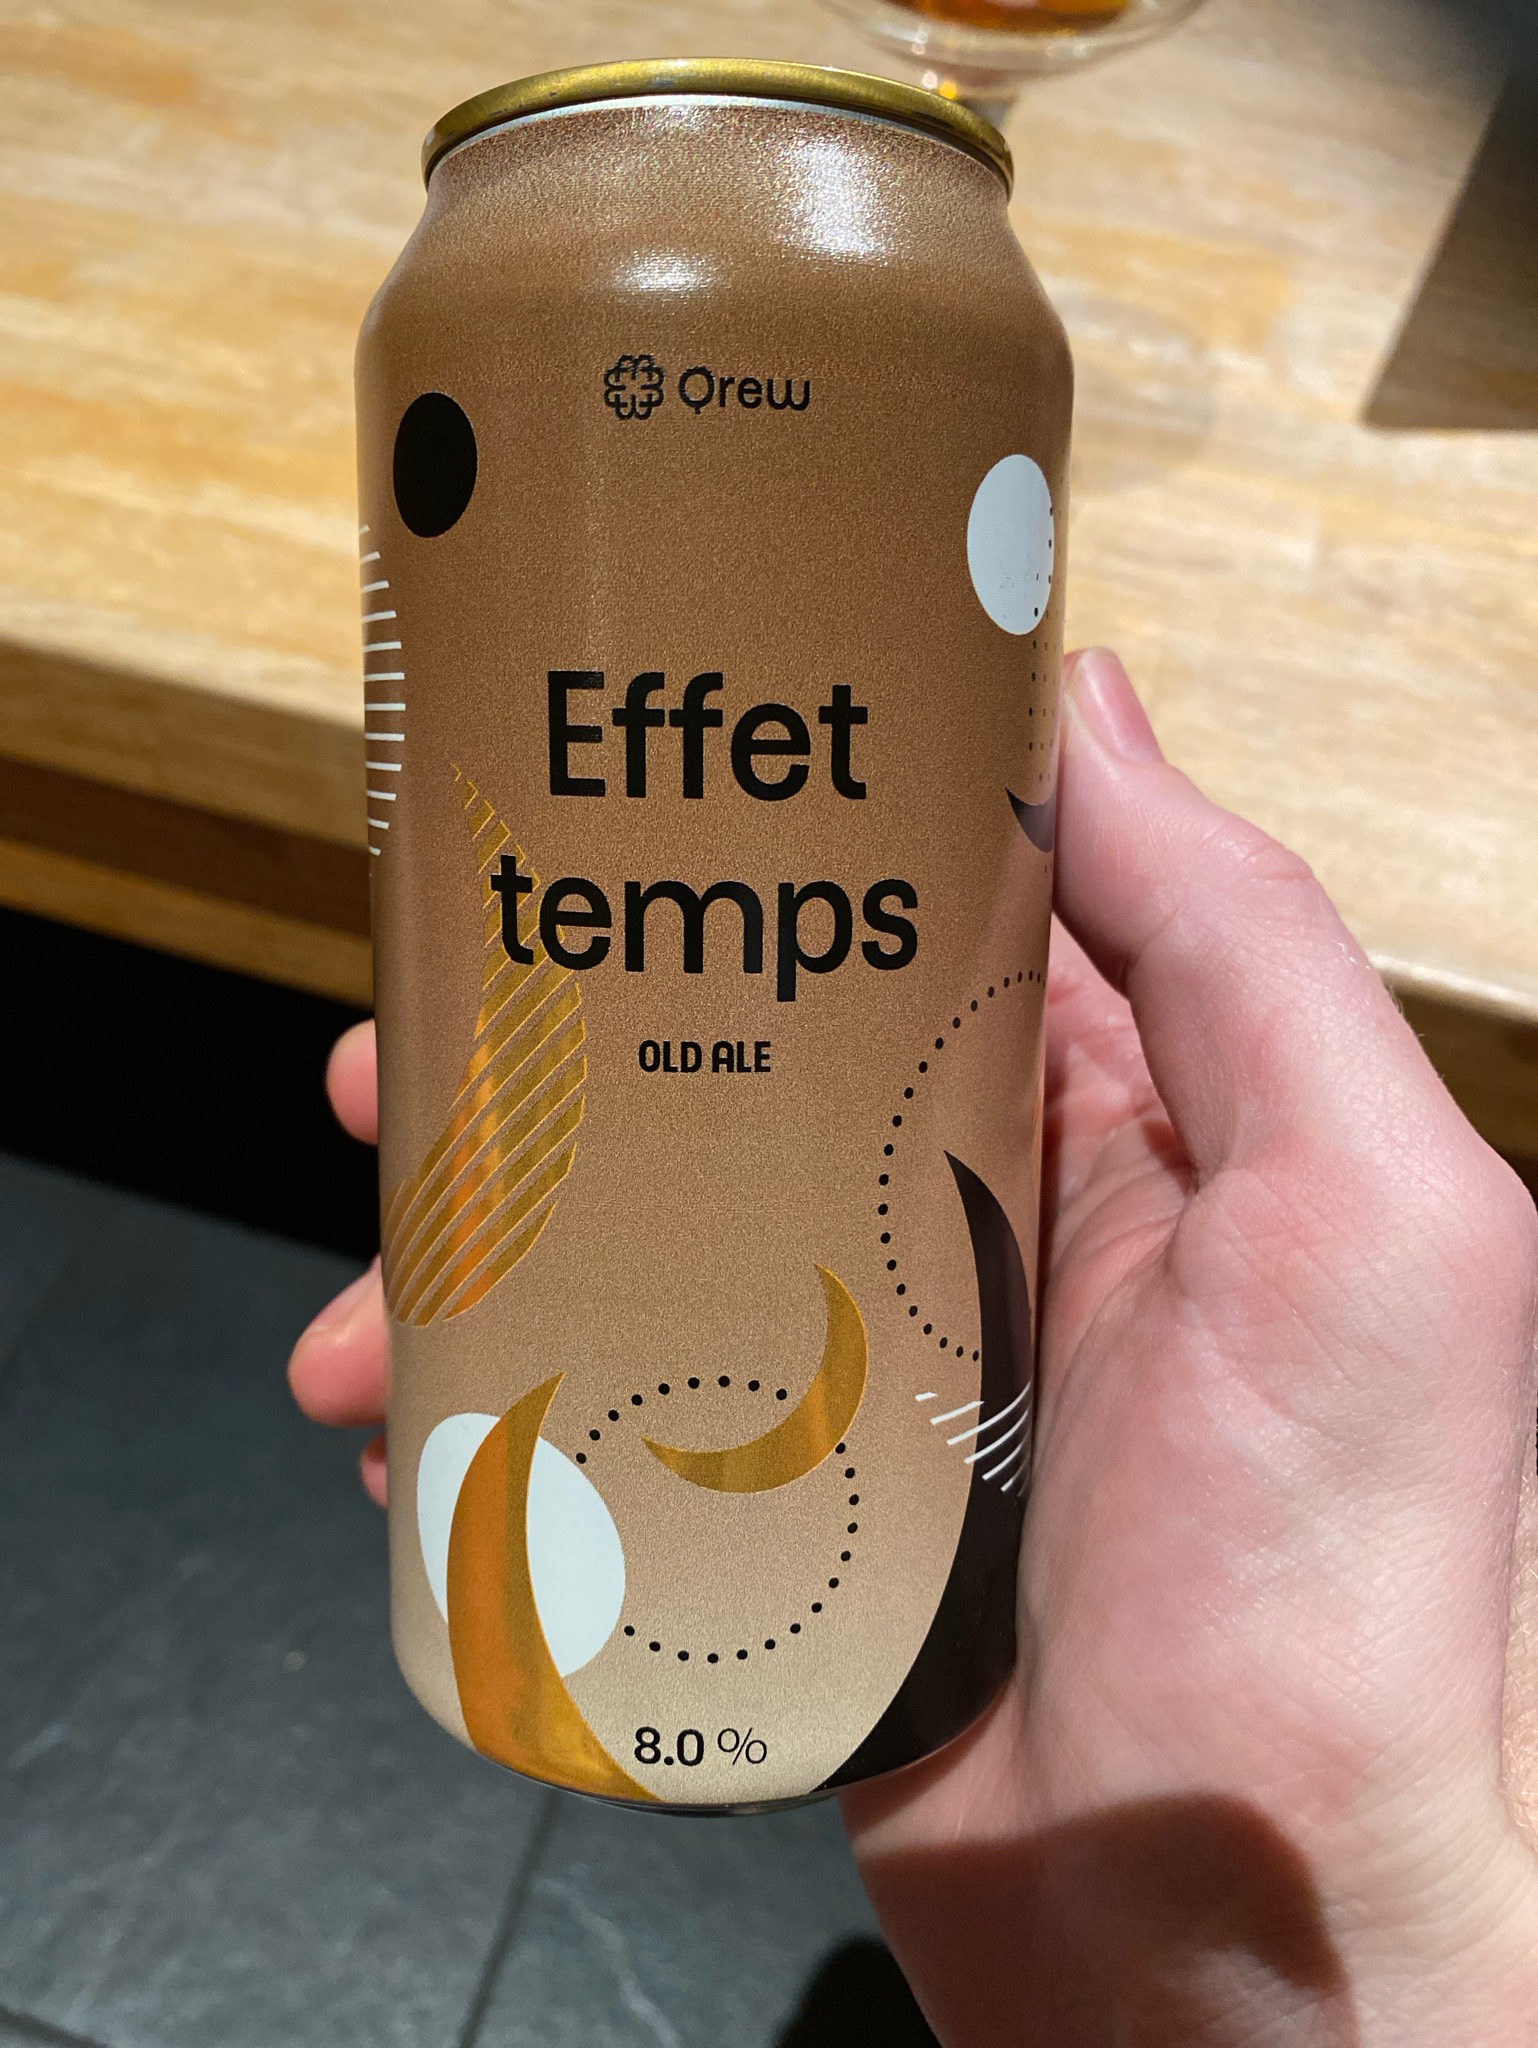 Qrew
Effet
temps
OLD ALE
8.0 %